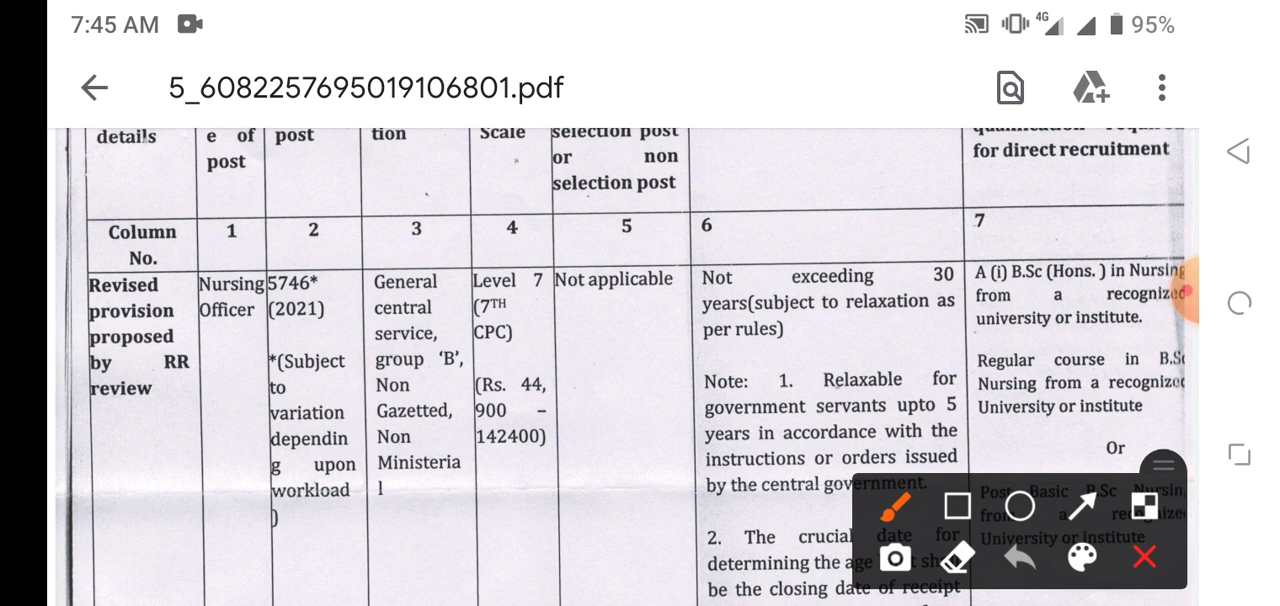 7:45 AM
4G
95%
5_6082257695019106801.pdf
details
e of
post
post
tion
Scale
selection post
or non
selection post
for direct recruitment
Column
No.
1
2
3
4
5
6
7
Revised
provision
proposed
by RR
review
Nursing
Officer
5746*
(2021)
*(Subject
to
variation
dependin
g upon
workload
)
General
central
service,
group ‘B’,
Non
Gazetted,
Non
Ministeria
l
Level 7
(7TH
CPC)
(Rs. 44,
900 –
142400)
Not applicable
Not exceeding 30
years(subject to relaxation as
per rules)
Note: 1. Relaxable for
government servants upto 5
years in accordance with the
instructions or orders issued
by the central government.
2. The crucial date for
determining the age
be the closing date of receipt
A (i) B.Sc (Hons. ) in Nursing
from a recognized
university or institute.
Regular course in B.Sc
Nursing from a recognized
University or institute
Or
Post Basic B.Sc Nursin
from a
University or institute